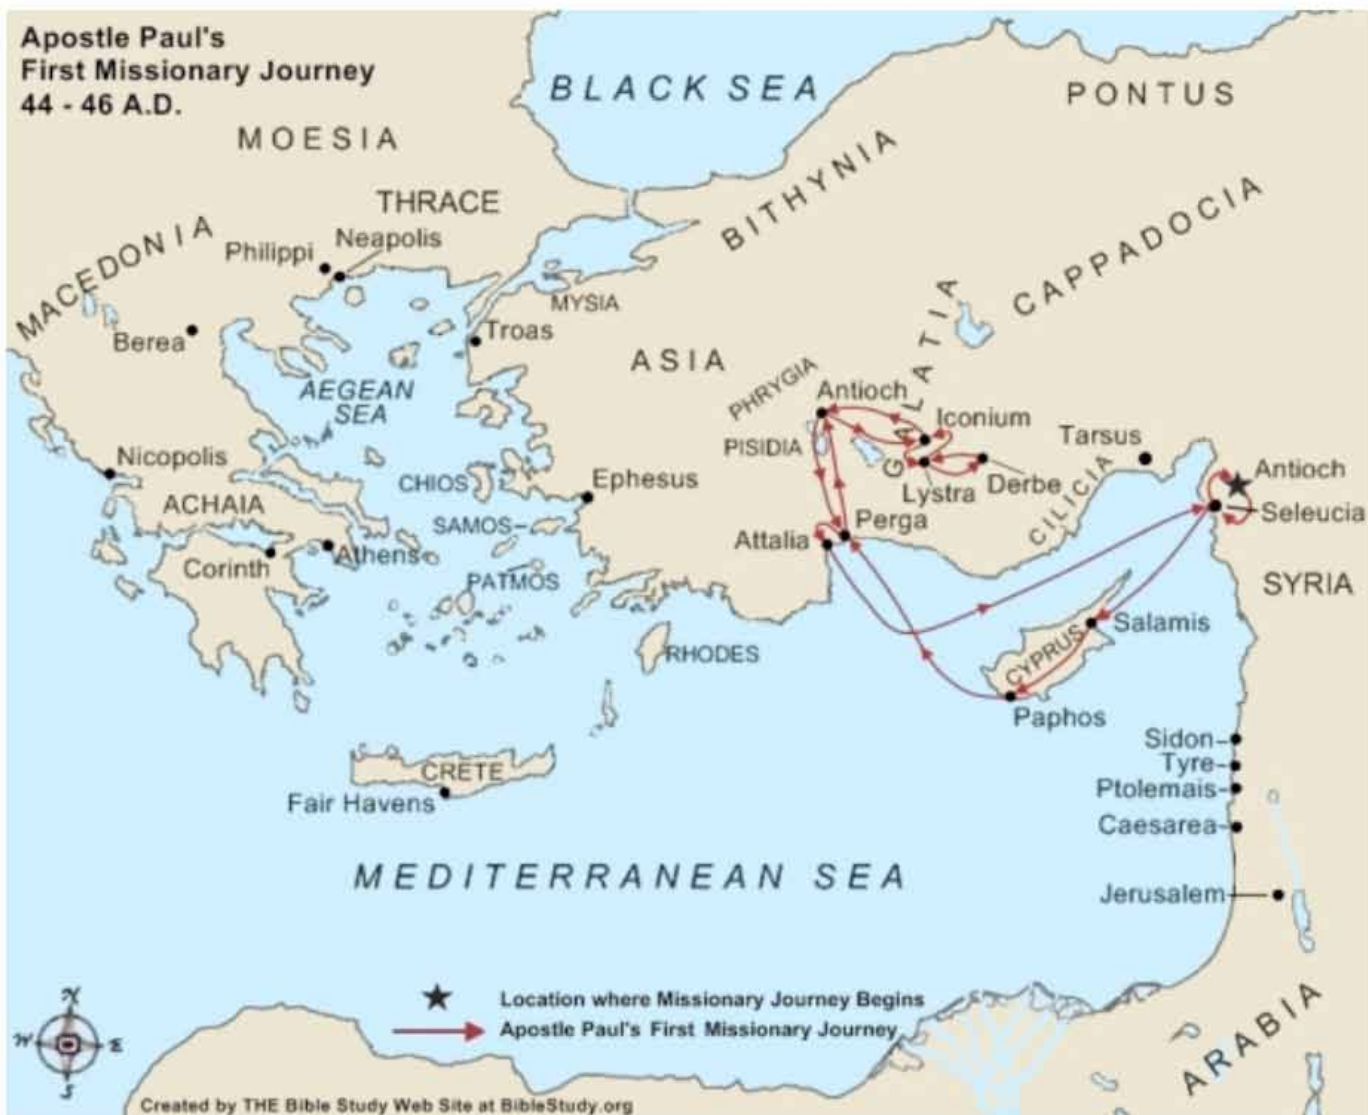 Apostle Paul's
First Missionary Journey
44 - 46 A.D.
BLACK SEA
PONTUS
MOESIA
THRACE
BITHYNIA
CAPPADOCIA
MACEDONIA
Philippi
Neapolis
MYSIA
Berea
Troas
ASIA
GALATIA
AEGEAN
SEA
PHRYGIA
Antioch
Iconium
PISIDIA
Tarsus
Nicopolis
CHIOS
Ephesus
Lystra
Derbe
CILICIA
Antioch
Seleucia
ACHAIA
SAMOS
Perga
Attalia
Corinth
Athens
PATMOS
SYRIA
Salamis
CYPRUS
RHODES
Paphos
Sidon
Tyre
Ptolemais
Caesarea
CRETE
Fair Havens
MEDITERRANEAN SEA
Jerusalem
Location where Missionary Journey Begins
Apostle Paul's First Missionary Journey
ARABIA
N
W
E
S
Created by THE Bible Study Web Site at BibleStudy.org